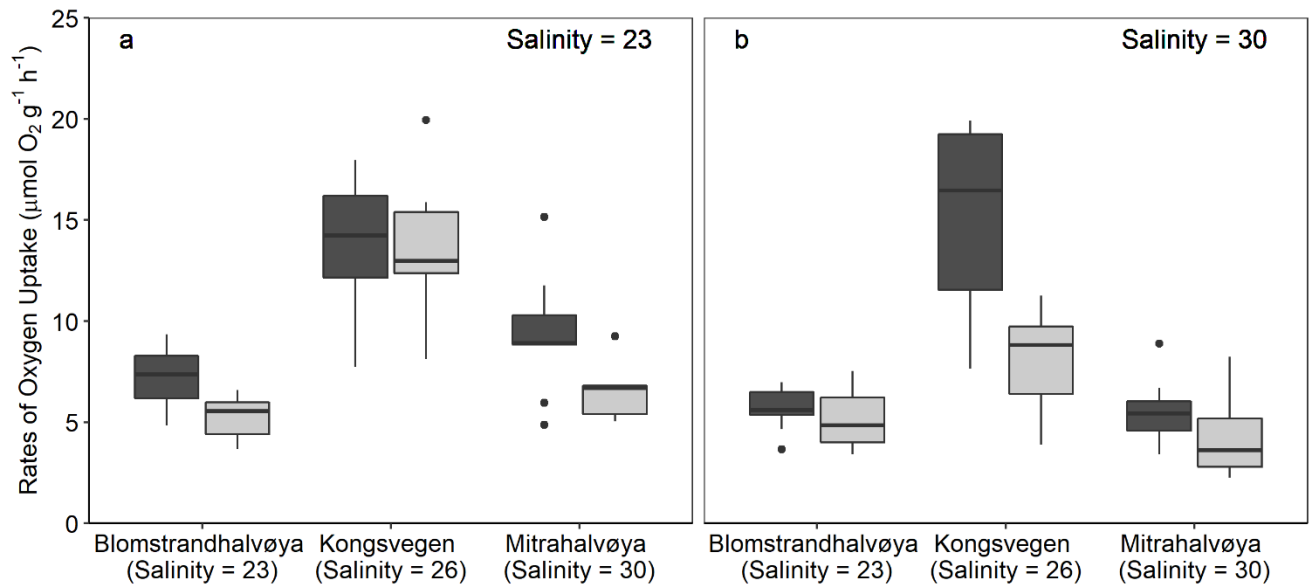 Rates of Oxygen Uptake (μmol O₂ g⁻¹ h⁻¹)
25
20
15
10
5
0
a
Salinity = 23
b
Salinity = 30
Blomstrandhalvøya
(Salinity = 23)
Kongsvegen
(Salinity = 26)
Mitrahalvøya
(Salinity = 30)
Blomstrandhalvøya
(Salinity = 23)
Kongsvegen
(Salinity = 26)
Mitrahalvøya
(Salinity = 30)